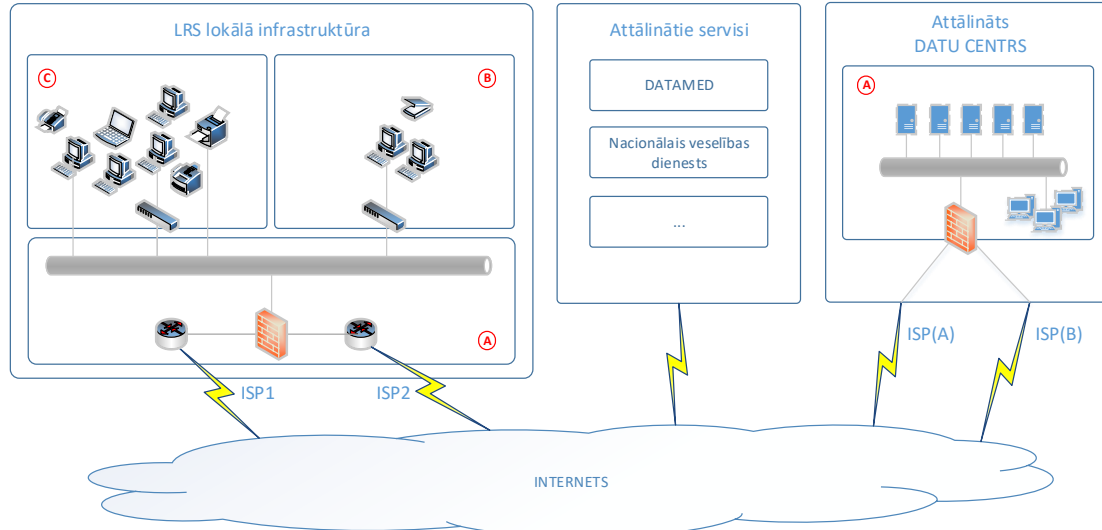 LRS lokālā infrastruktūra
C
B
A
ISP1
ISP2
Attālinātie servisi
DATAMED
Nacionālais veselības
dienests
...
Attālināts
DATU CENTRS
A
ISP(A)
ISP(B)
INTERNETS